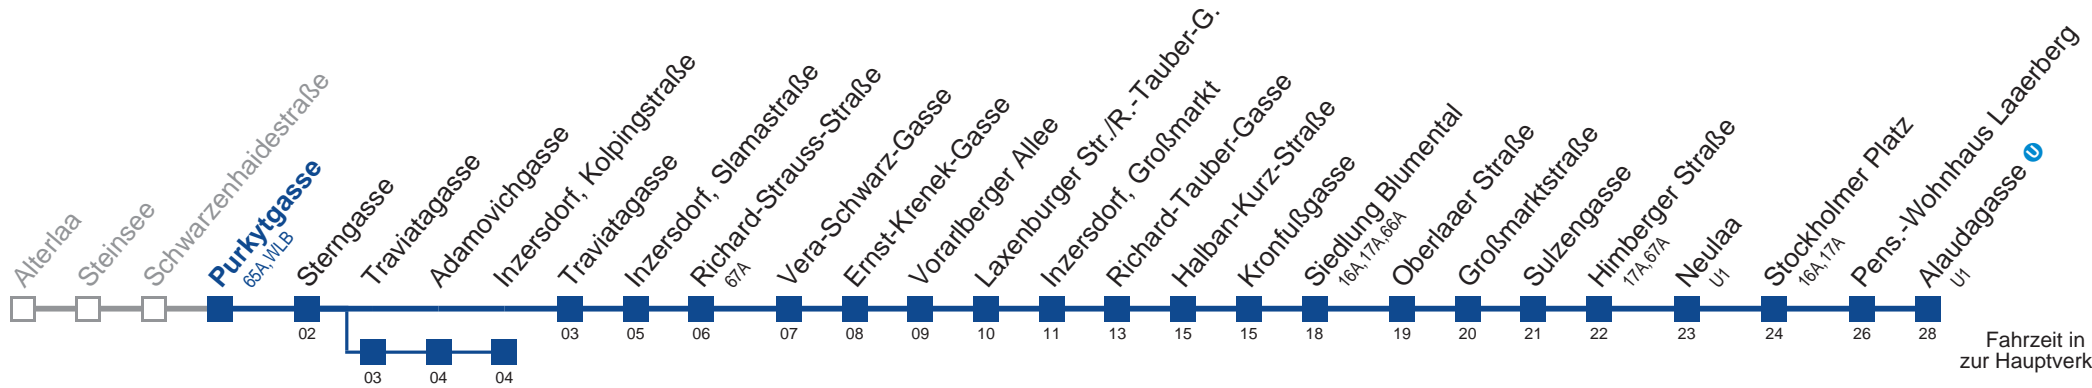 Alterlaa
Steinsee
Schwarzenhaidestraße
Purkytgasse
65A, WLB
Sterngasse
Traviatagasse
Adamovichgasse
Inzersdorf, Kolpingstraße
Traviatagasse
Inzersdorf, Slamastraße
Richard-Strauss-Straße
67A
Vera-Schwarz-Gasse
Ernst-Krenek-Gasse
Vorarlberger Allee
Laxenburger Str./R.-Tauber-G.
Inzersdorf, Großmarkt
Richard-Tauber-Gasse
Halban-Kurz-Straße
Kronfußgasse
Siedlung Blumental
16A, 17A, 66A
Oberlaaer Straße
Großmarktstraße
Sulzengasse
Himberger Straße
17A, 67A
Neulaa
U1
Stockholmer Platz
16A, 17A
Pens.-Wohnhaus Laaerberg
Alaudagasse U
U1
02 03 05 06 07 08 09 10 11 13 15 15 18 19 20 21 22 23 24 26 28
03 04 04
Fahrzeit in
zur Hauptverk